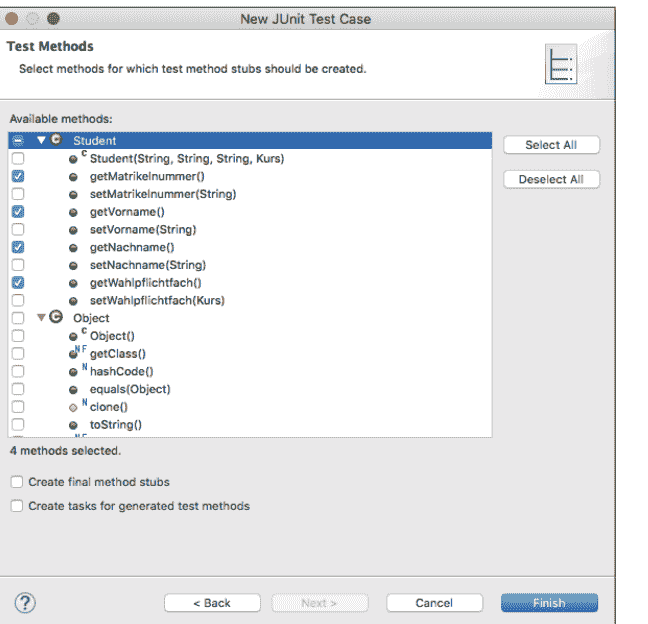 New JUnit Test Case
Test Methods
Select methods for which test method stubs should be created.
Available methods:
Student
Select All
C Student(String, String, String, Kurs)
getMatrikelnummer()
Deselect All
setMatrikelnummer(String)
getVorname()
setVorname(String)
getNachname()
setNachname(String)
getWahlpflichtfach()
setWahlpflichtfach(Kurs)
Object
C Object()
N F getClass()
N hashCode()
equals(Object)
N clone()
toString()
4 methods selected.
Create final method stubs
Create tasks for generated test methods
? < Back Next > Cancel Finish